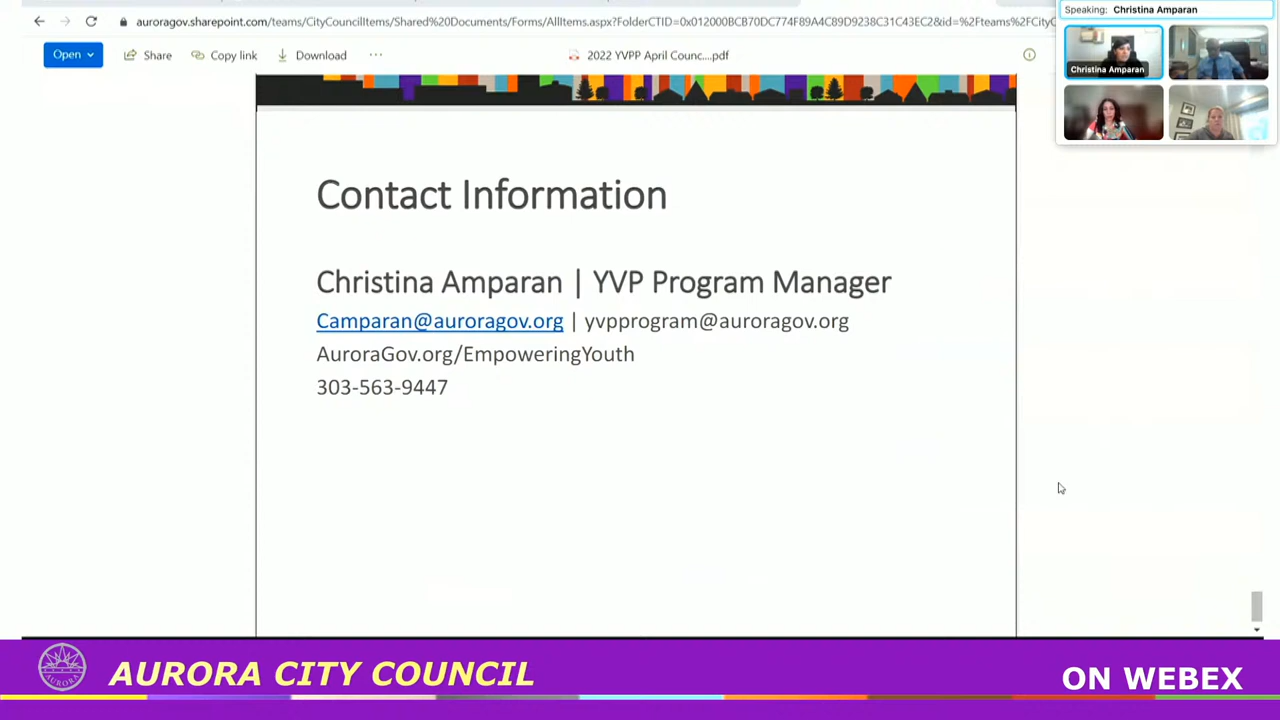 Speaking: Christina Amparan
auroragov.sharepoint.com/teams/CityCouncilItems/Shared%20Documents/Forms/AllItems.aspx?FolderCTID=0x012000BCB70DC774F89A4C89D9238C31C43EC2&id=%2Fteams%2FCityC
Open
Share
Copy link
Download
2022 YVPP April Counc....pdf
Christina Amparan
Contact Information
Christina Amparan | YVP Program Manager
Camparan@auroragov.org | yvpprogram@auroragov.org
AuroraGov.org/EmpoweringYouth
303-563-9447
AURORA
AURORA CITY COUNCIL
ON WEBEX